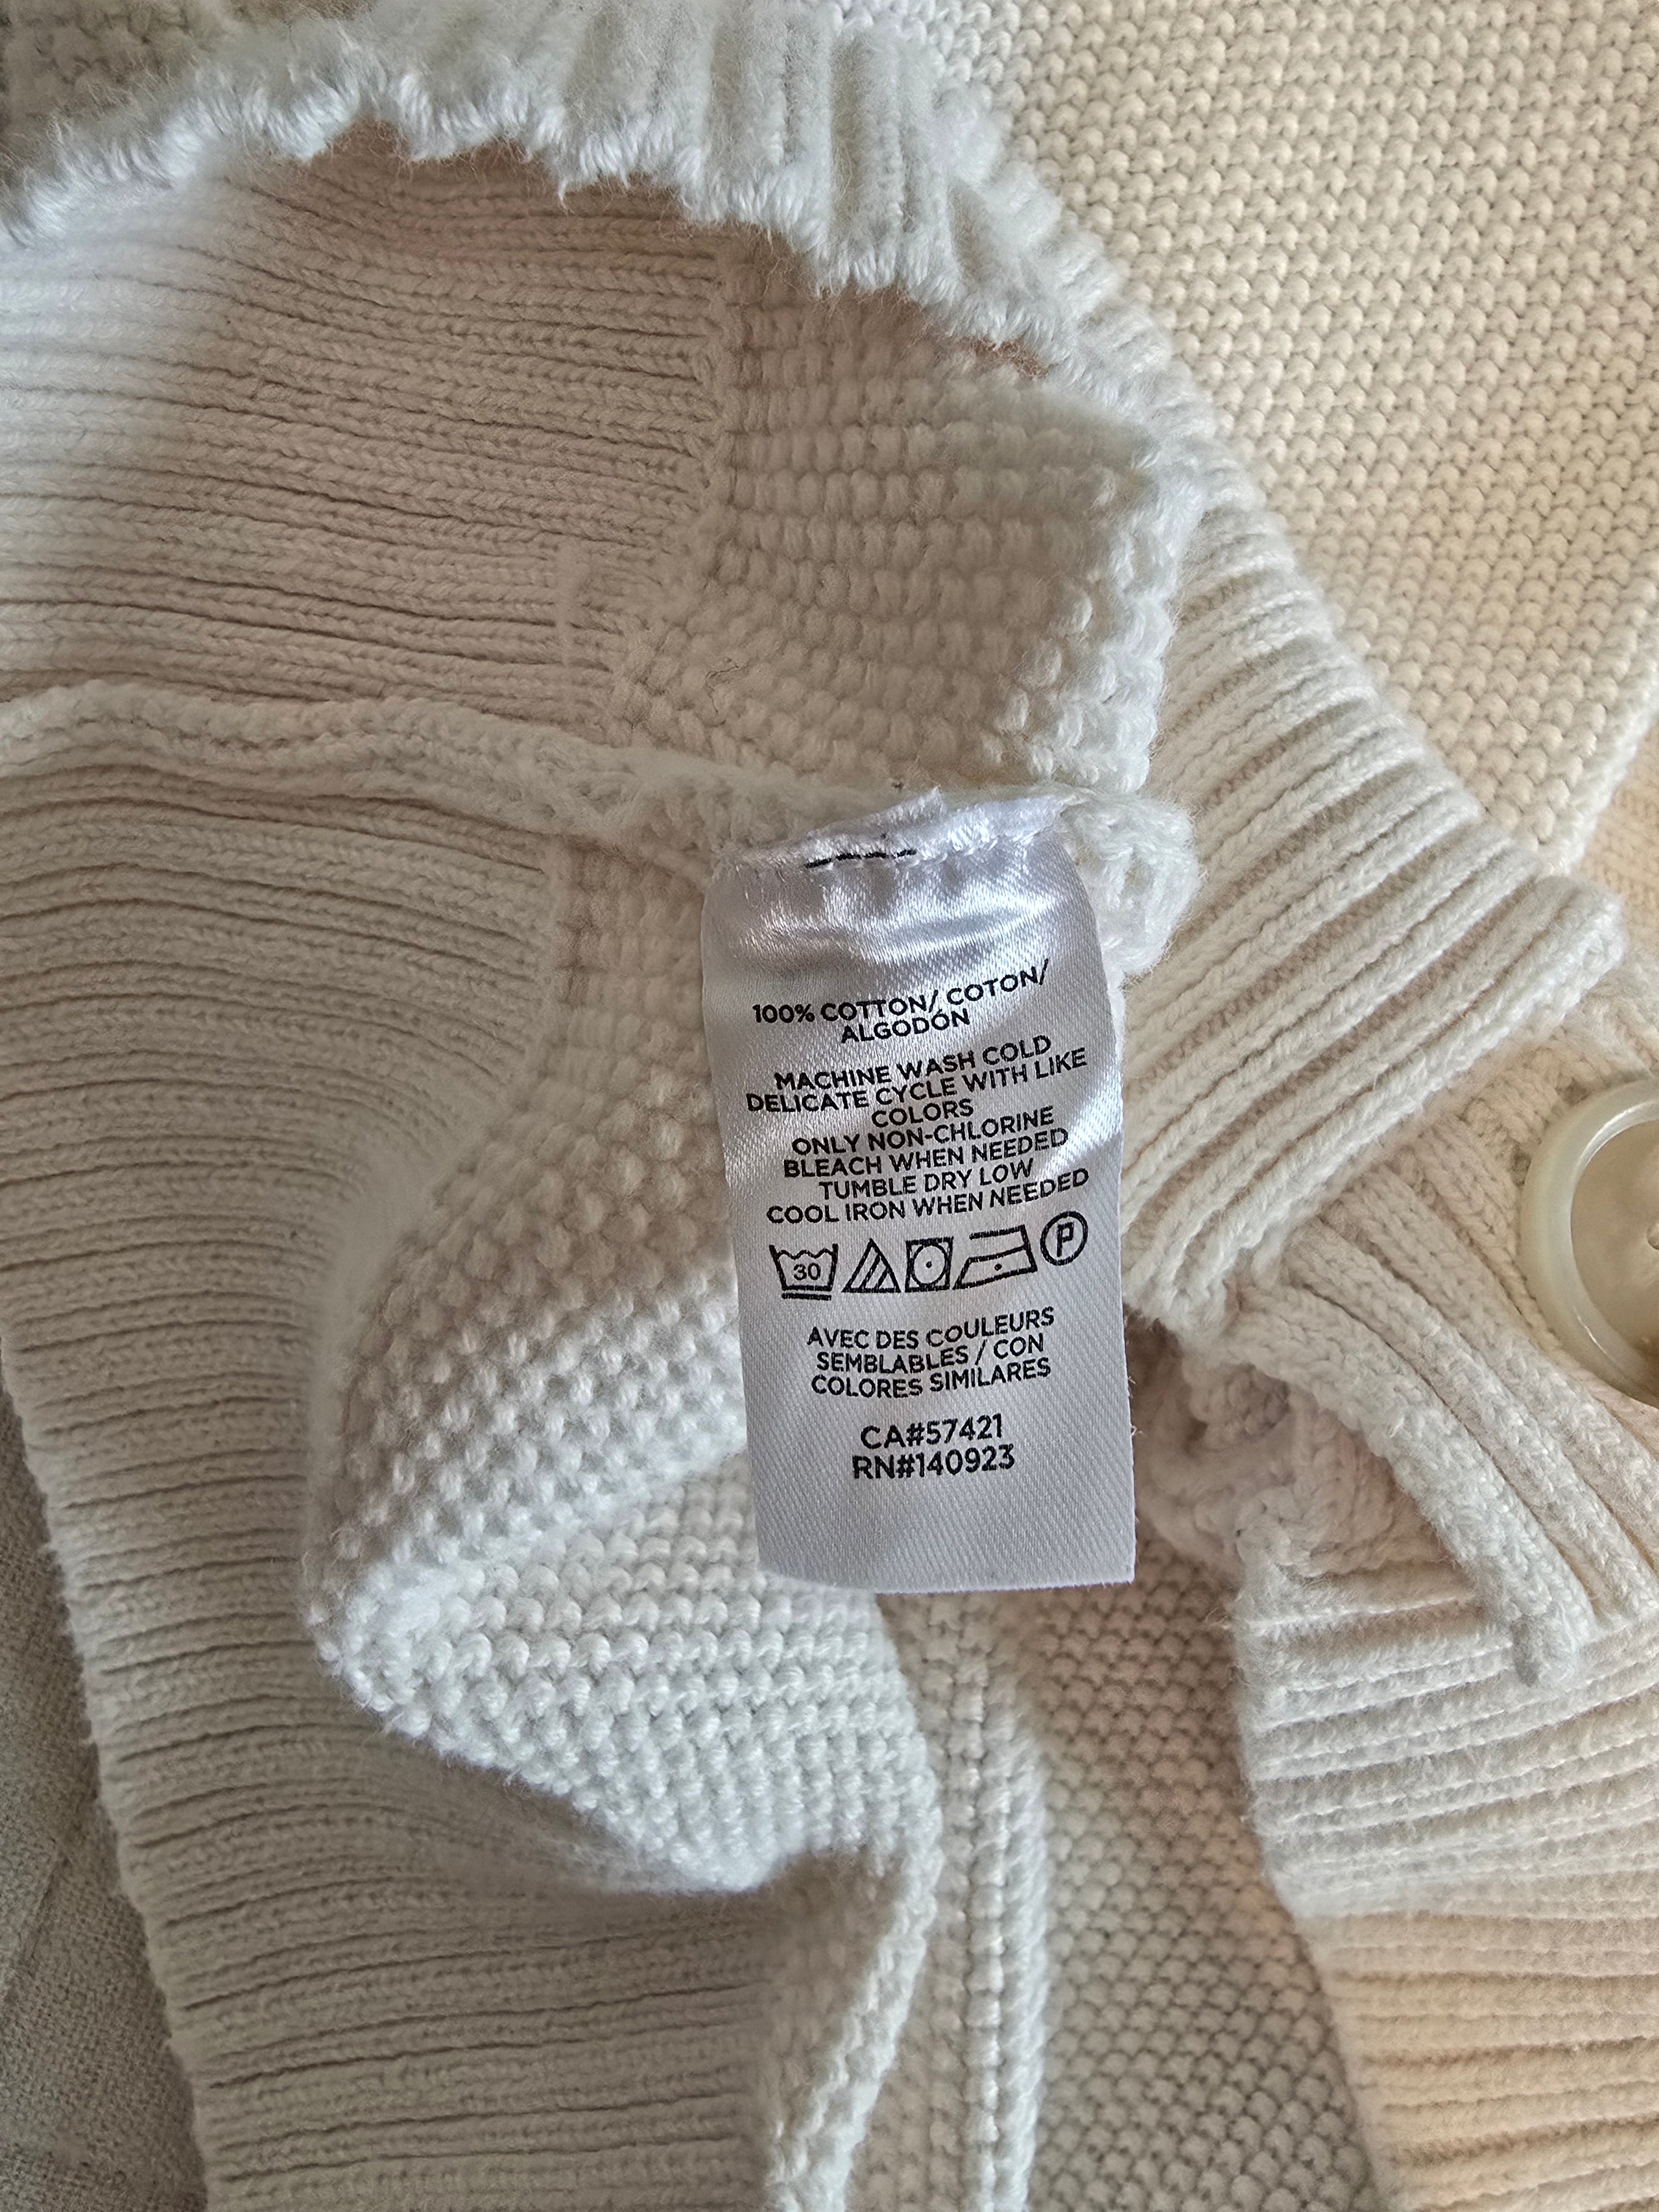 100% COTTON/ COTON/
ALGODÓN
MACHINE WASH COLD
DELICATE CYCLE WITH LIKE
COLORS
ONLY NON-CHLORINE
BLEACH WHEN NEEDED
TUMBLE DRY LOW
COOL IRON WHEN NEEDED
30 P
AVEC DES COULEURS
SEMBLABLES / CON
COLORES SIMILARES
CA#57421
RN#140923